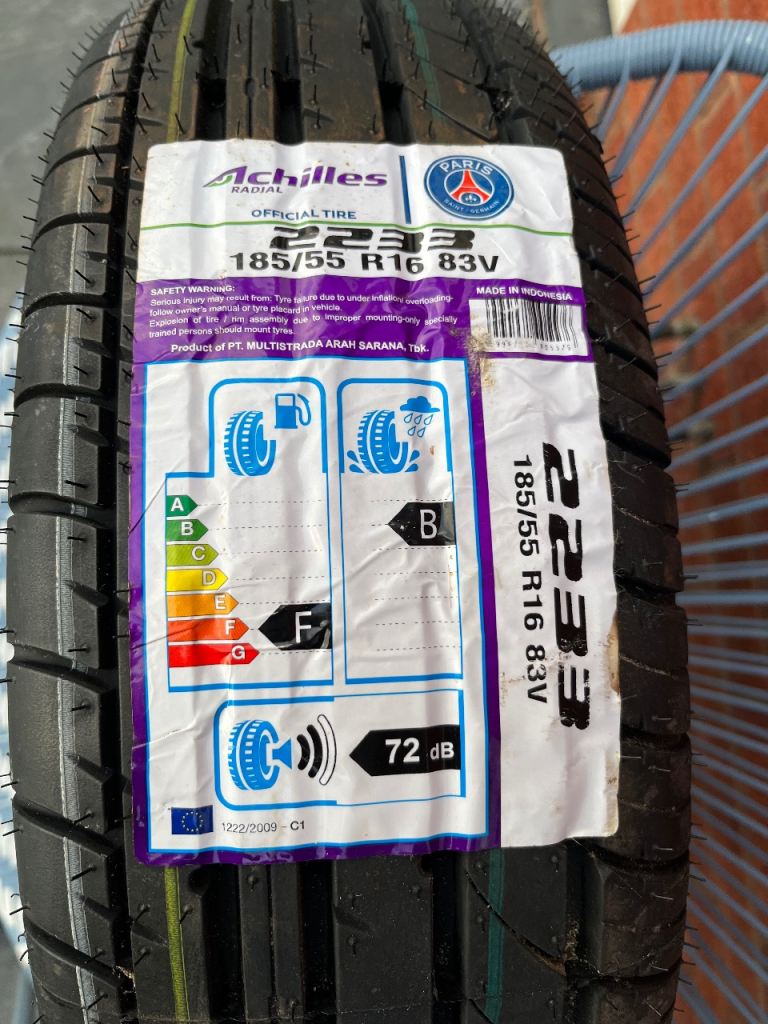 Achilles
RADIAL
PARIS
SAINT / GERMAIN
OFFICIAL TIRE
2233
185/55 R16 83V
SAFETY WARNING:
Serious injury may result from: Tyre failure due to under inflation/ overloading-
follow owner's manual or tyre placard in vehicle.
Explosion of tire / rim assembly due to improper mounting-only specially
trained persons should mount tyres.
Product of PT. MULTISTRADA ARAH SARANA, Tbk.
MADE IN INDONESIA
A
B
C
D
E
F
G
F
B
72 dB
1222/2009 - C1
2233
185/55 R16 83V